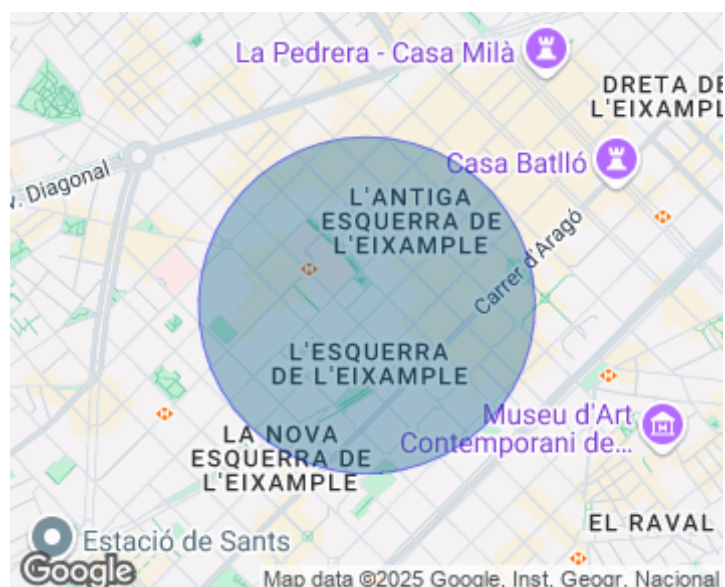 La Pedrera - Casa Milà
DRETA DE
L'EIXAMPLE
Casa Batlló
v. Diagonal
L'ANTIGA
ESQUERRA DE
L'EIXAMPLE
Carrer d'Aragó
L'ESQUERRA
DE L'EIXAMPLE
LA NOVA
ESQUERRA DE
L'EIXAMPLE
Museu d'Art
Contemporani de...
EL RAVAL
Estació de Sants
Google
Map data ©2025 Google, Inst. Geogr. Nacional